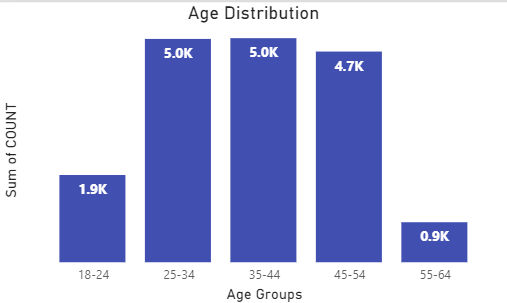 Age Distribution
Sum of COUNT
1.9K
5.0K
5.0K
4.7K
0.9K
18-24
25-34
35-44
45-54
55-64
Age Groups